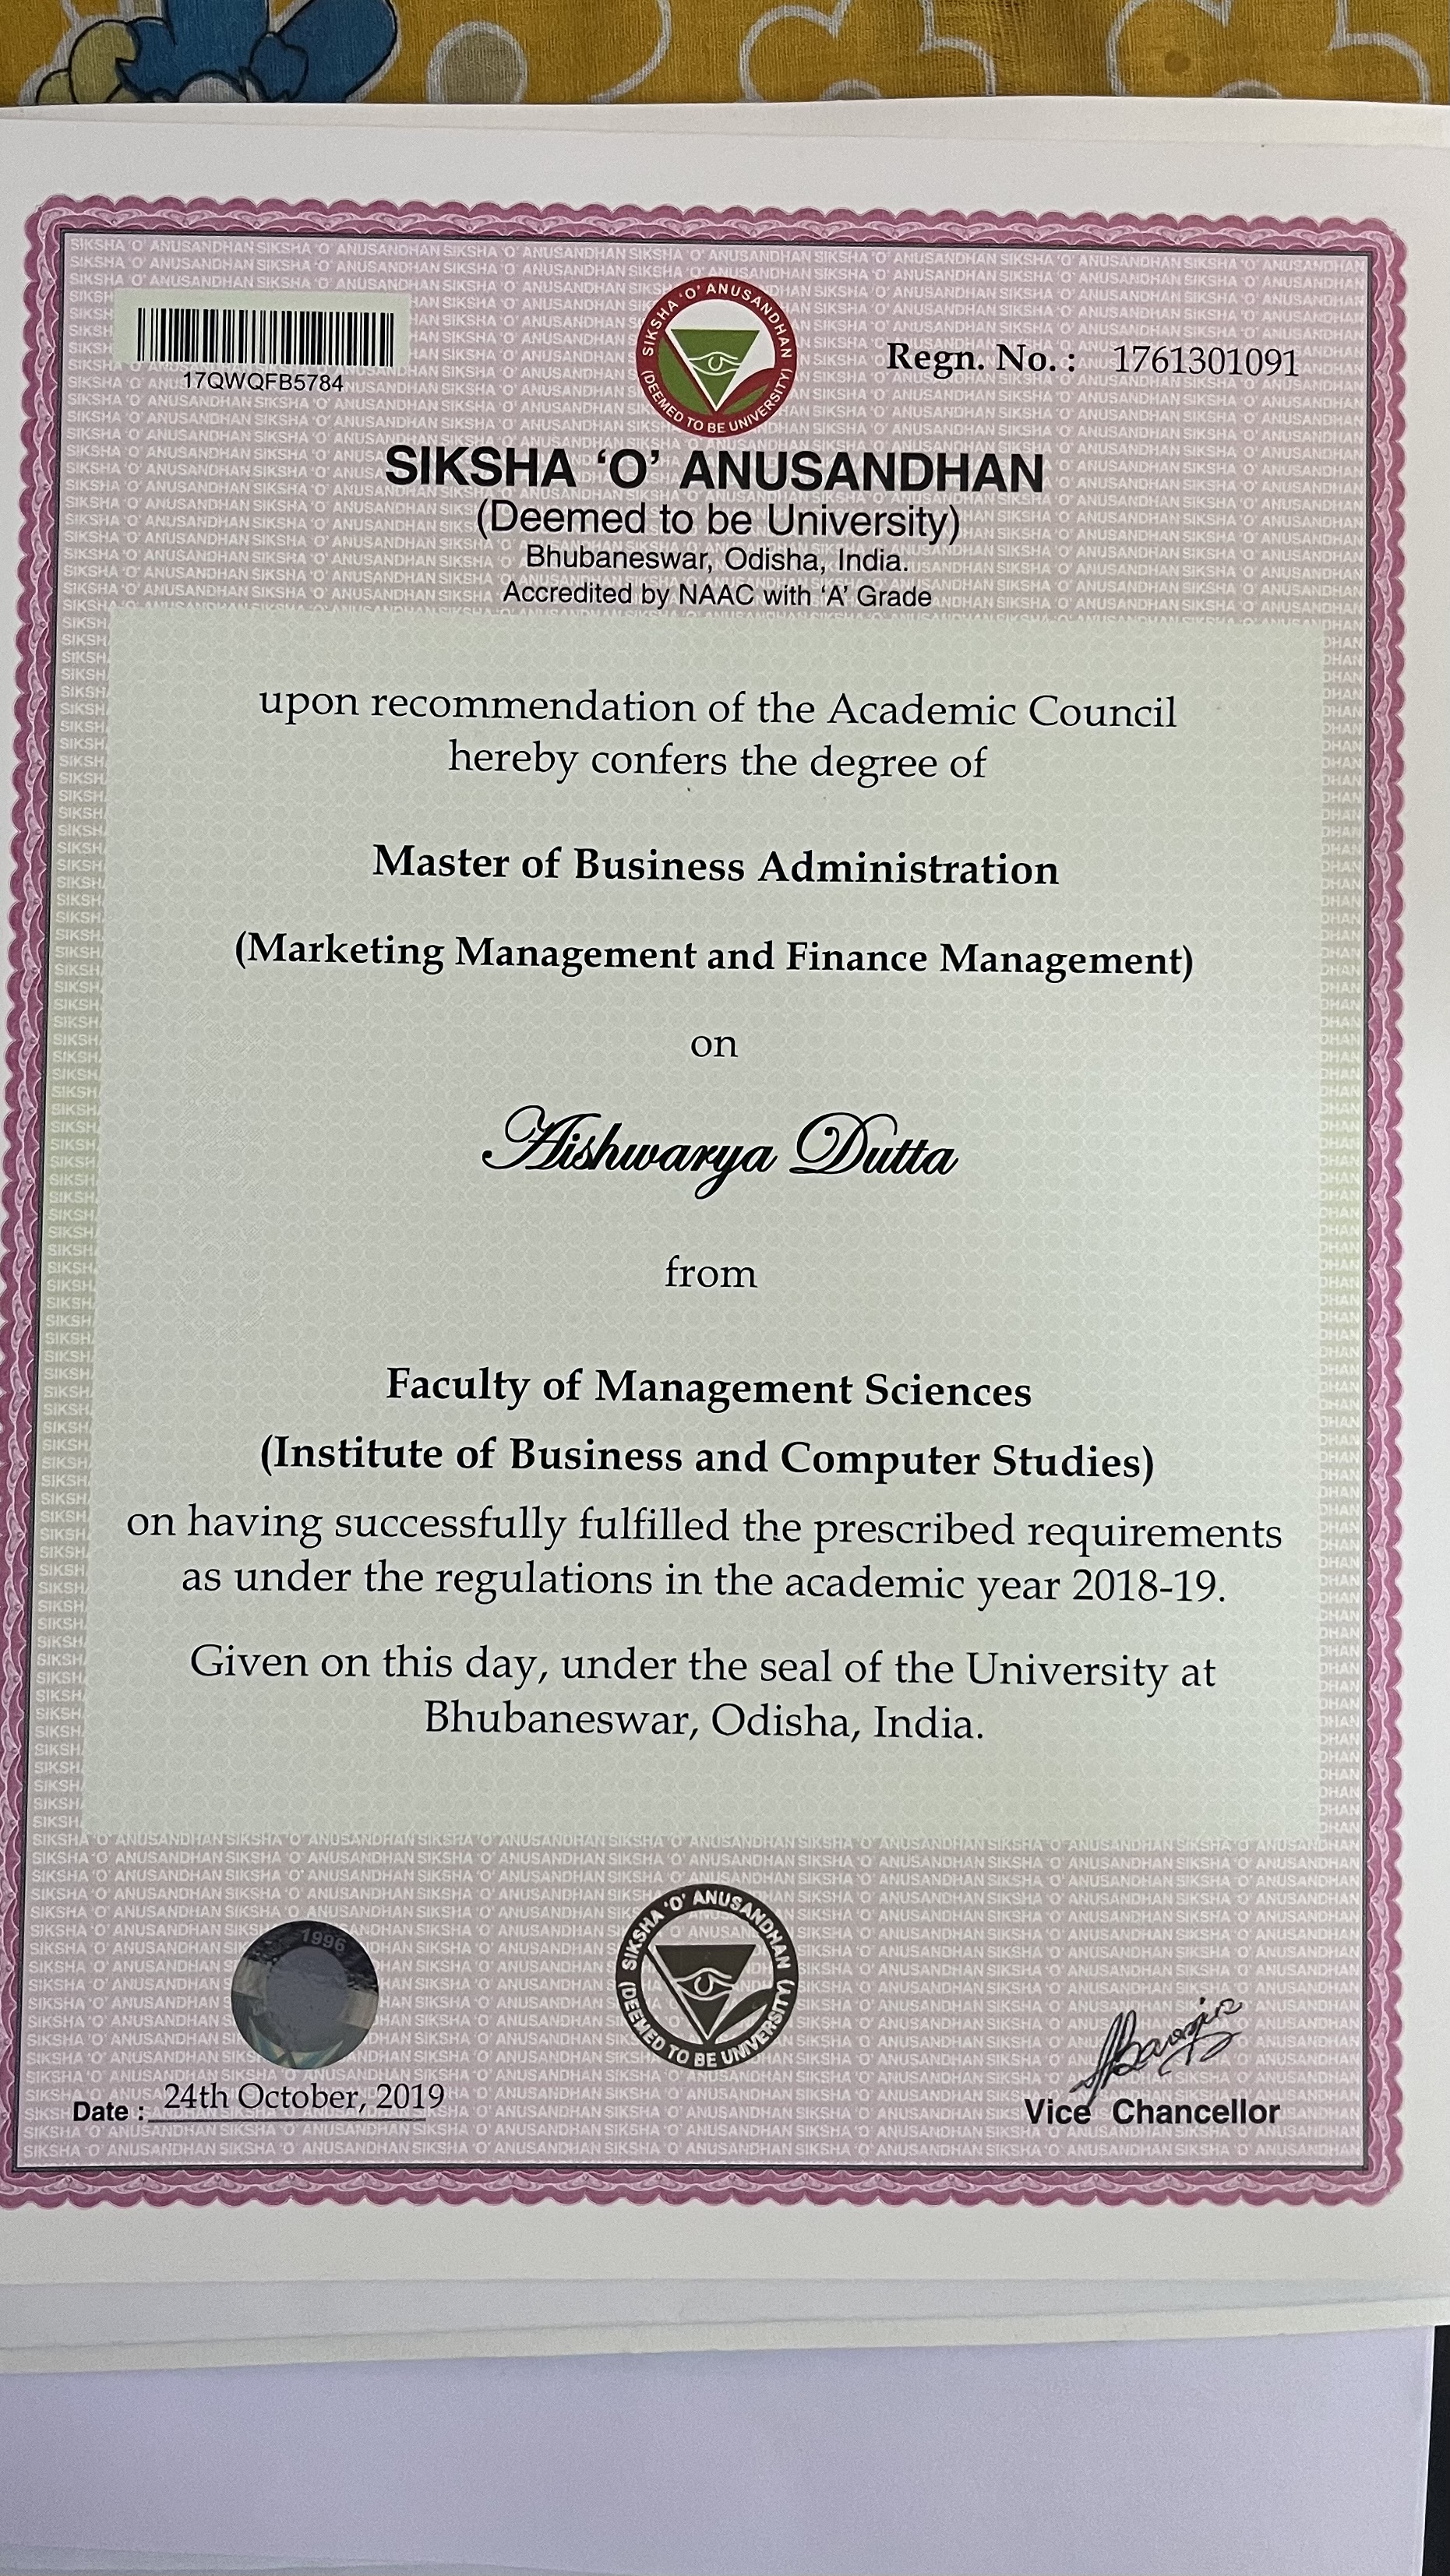 17QWQFB5784
SIKSHA 'O' ANUSANDHAN
(DEEMED TO BE UNIVERSITY)
Regn. No. : 1761301091
SIKSHA ‘O’ ANUSANDHAN
(Deemed to be University)
Bhubaneswar, Odisha, India.
Accredited by NAAC with ‘A’ Grade
upon recommendation of the Academic Council
hereby confers the degree of
Master of Business Administration
(Marketing Management and Finance Management)
on
Aishwarya Dutta
from
Faculty of Management Sciences
(Institute of Business and Computer Studies)
on having successfully fulfilled the prescribed requirements
as under the regulations in the academic year 2018-19.
Given on this day, under the seal of the University at
Bhubaneswar, Odisha, India.
1996
SIKSHA 'O' ANUSANDHAN
(DEEMED TO BE UNIVERSITY)
Date : 24th October, 2019
Vice Chancellor